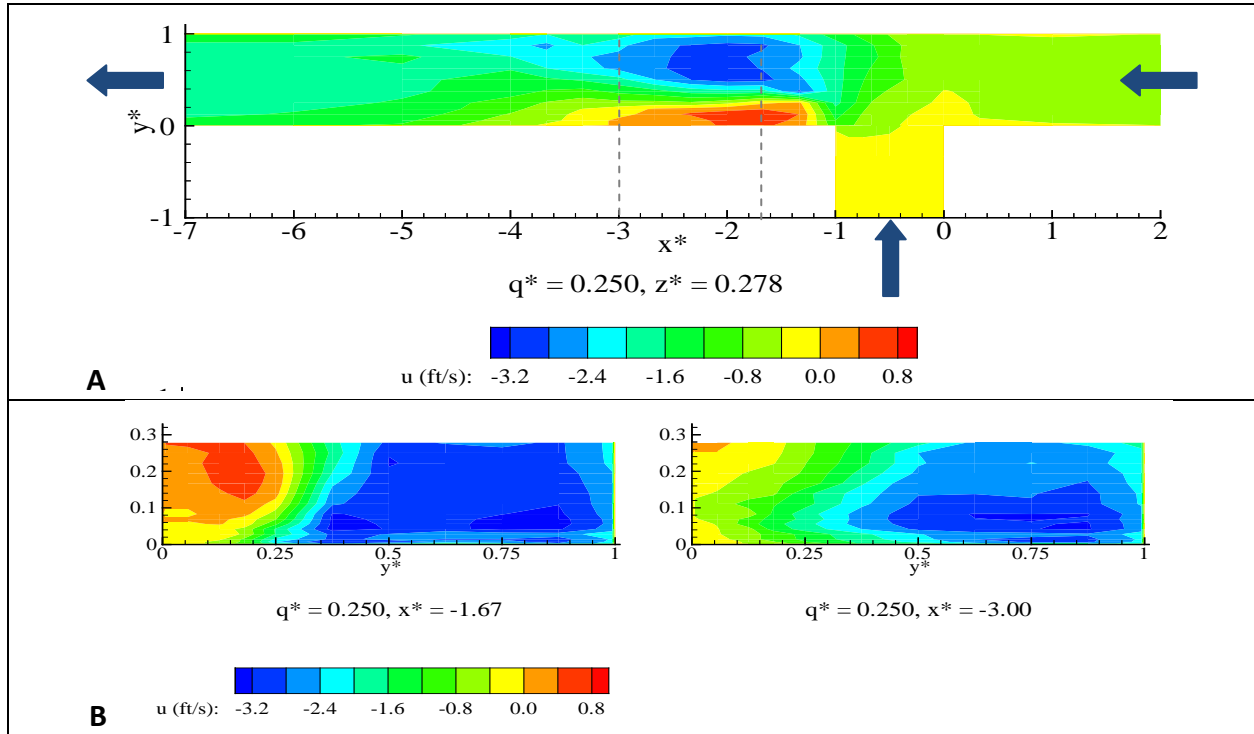 1
y*
0
-1
-7 -6 -5 -4 -3 -2 -1 0 1 2
x*
q* = 0.250, z* = 0.278
u (ft/s): -3.2 -2.4 -1.6 -0.8 0.0 0.8
A
0.3
0.2
0.1
0
0 0.25 0.5 0.75 1
y*
q* = 0.250, x* = -1.67
0.3
0.2
0.1
0
0 0.25 0.5 0.75 1
y*
q* = 0.250, x* = -3.00
u (ft/s): -3.2 -2.4 -1.6 -0.8 0.0 0.8
B